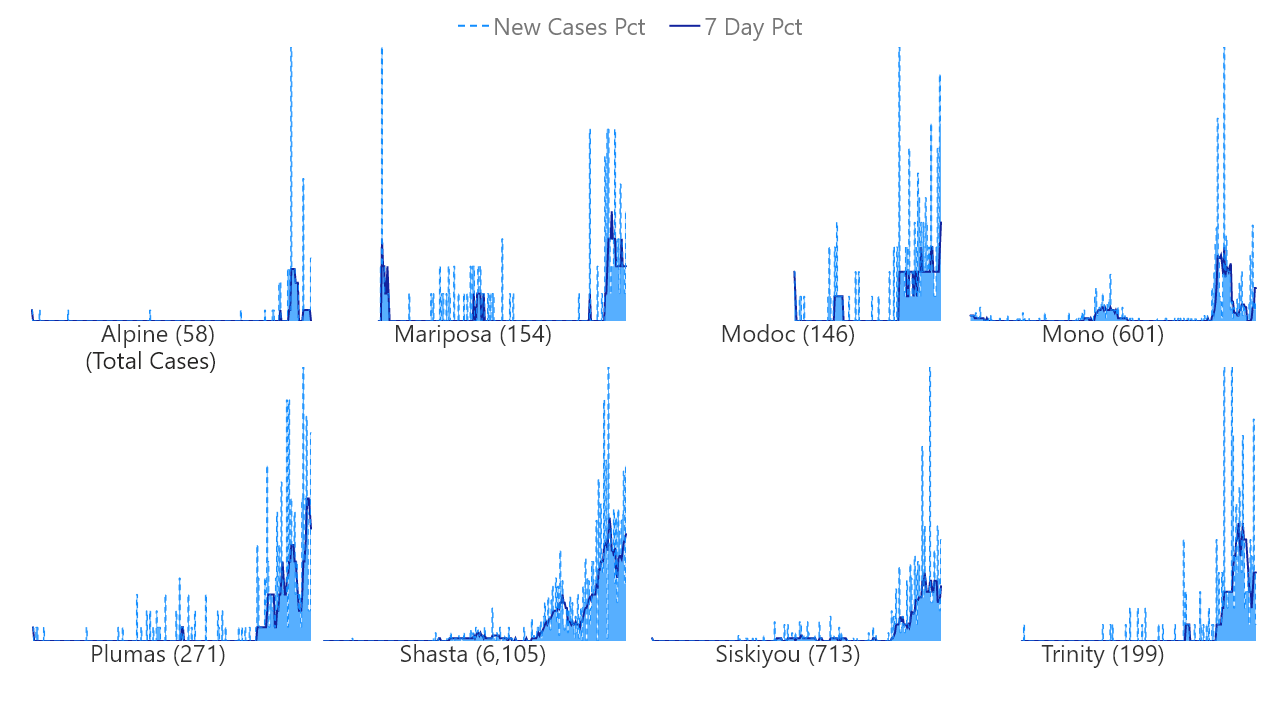 New Cases Pct 7 Day Pct
Alpine (58)
(Total Cases)
Mariposa (154)
Modoc (146)
Mono (601)
Plumas (271)
Shasta (6,105)
Siskiyou (713)
Trinity (199)